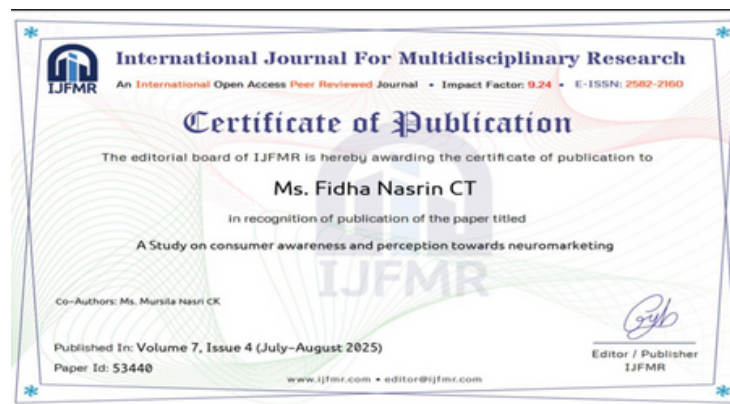 International Journal For Multidisciplinary Research
IJFMR
An International Open Access Peer Reviewed Journal • Impact Factor: 9.24 • E-ISSN: 2582-2160
Certificate of Publication
The editorial board of IJFMR is hereby awarding the certificate of publication to
Ms. Fidha Nasrin CT
in recognition of publication of the paper titled
A Study on consumer awareness and perception towards neuromarketing
IJFMR
Co-Authors: Ms. Mursila Nasri CK
Published In: Volume 7, Issue 4 (July-August 2025)
Paper Id: 53440
Editor / Publisher
IJFMR
www.ijfmr.com • editor@ijfmr.com